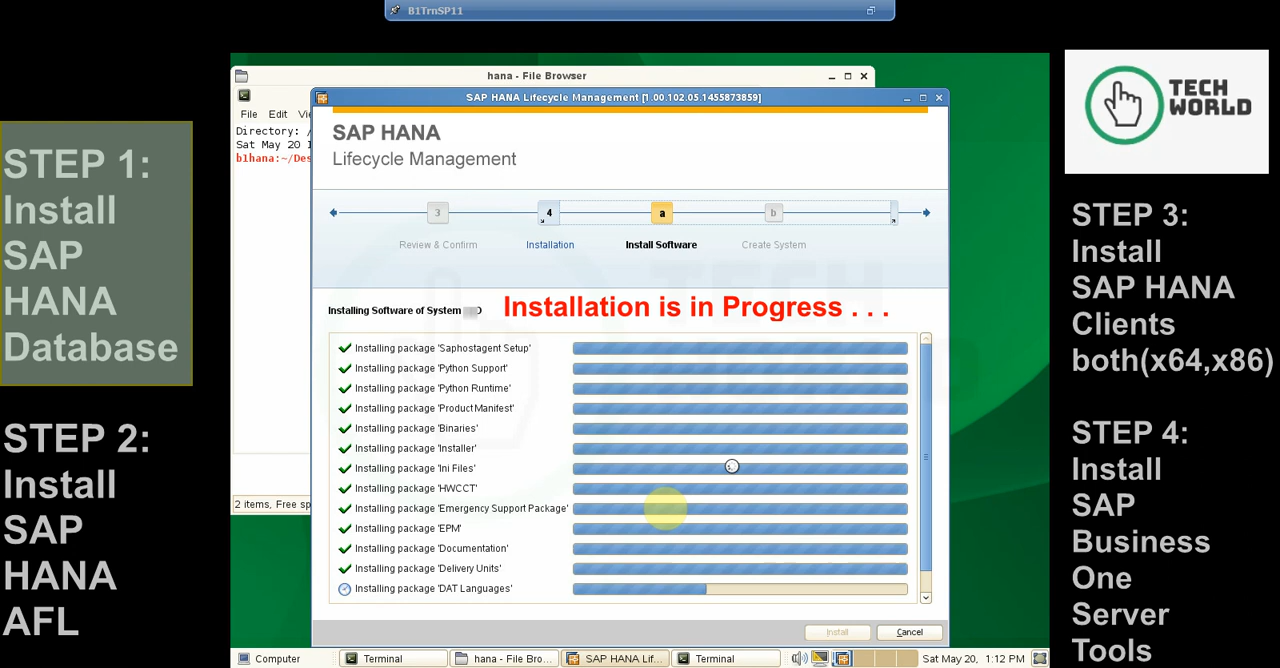 B1TrnSP11
STEP 1:
Install
SAP
HANA
Database
STEP 2:
Install
SAP
HANA
AFL
hana - File Browser
File Edit
Directory: /
Sat May 20
b1hana:~/Des
2 items, Free sp
SAP HANA Lifecycle Management [1.00.102.05.1455873859]
SAP HANA
Lifecycle Management
3
4
a
b
Review & Confirm
Installation
Install Software
Create System
Installing Software of System
Installation is in Progress . . .
Installing package 'Saphostagent Setup'
Installing package 'Python Support'
Installing package 'Python Runtime'
Installing package 'Product Manifest'
Installing package 'Binaries'
Installing package 'Installer'
Installing package 'Ini Files'
Installing package 'HWCCT'
Installing package 'Emergency Support Package'
Installing package 'EPM'
Installing package 'Documentation'
Installing package 'Delivery Units'
Installing package 'DAT Languages'
Install
Cancel
Computer
Terminal
hana - File Bro...
SAP HANA Lif...
Terminal
Sat May 20, 1:12 PM
TECH
WORLD
STEP 3:
Install
SAP HANA
Clients
both(x64,x86)
STEP 4:
Install
SAP
Business
One
Server
Tools